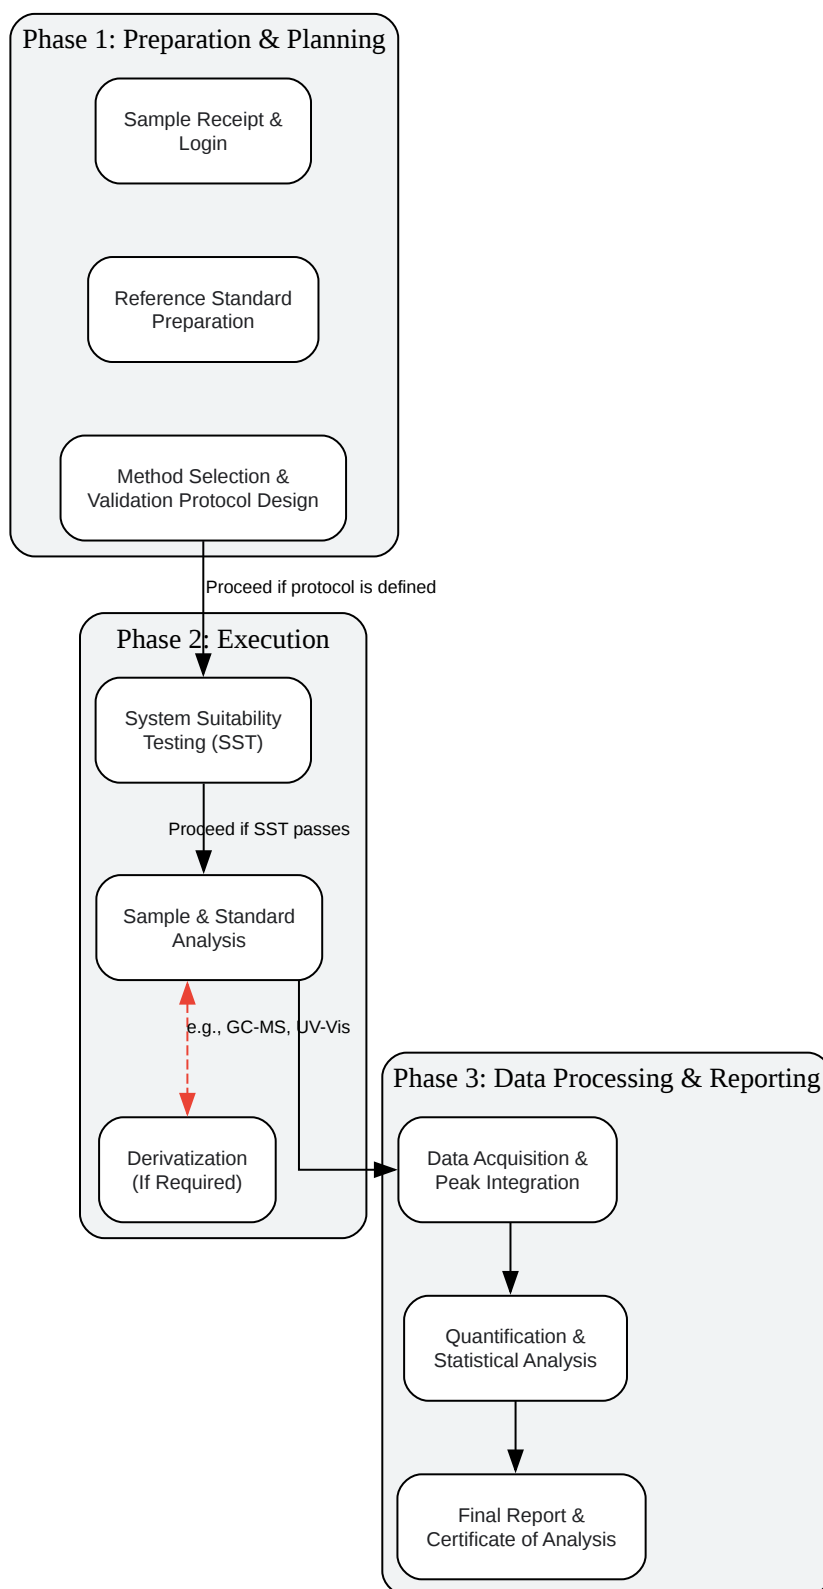 Phase 1: Preparation & Planning
Sample Receipt &
Login
Reference Standard
Preparation
Method Selection &
Validation Protocol Design
Proceed if protocol is defined
Phase 2: Execution
System Suitability
Testing (SST)
Proceed if SST passes
Sample & Standard
Analysis
e.g., GC-MS, UV-Vis
Derivatization
(If Required)
Phase 3: Data Processing & Reporting
Data Acquisition &
Peak Integration
Quantification &
Statistical Analysis
Final Report &
Certificate of Analysis